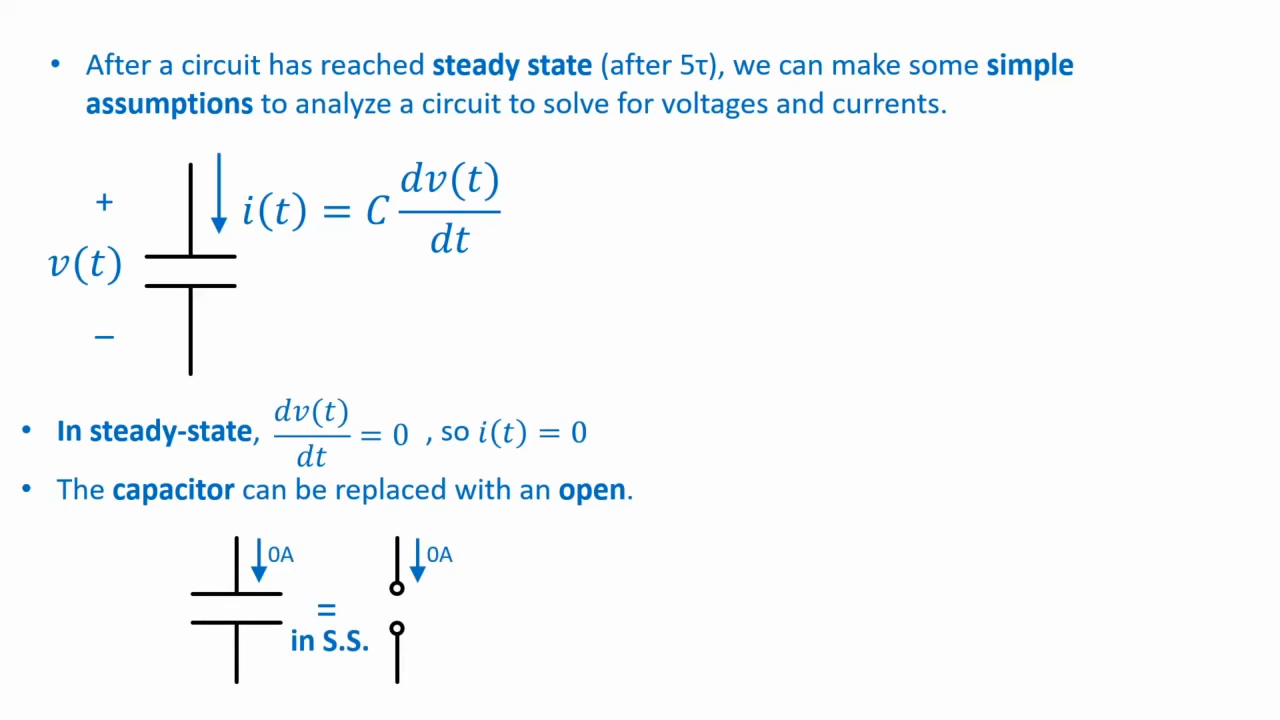 • After a circuit has reached steady state (after 5τ), we can make some simple
assumptions to analyze a circuit to solve for voltages and currents.
+
v(t)
−
i(t) = C dv(t)/dt
• In steady-state, dv(t)/dt = 0 , so i(t) = 0
• The capacitor can be replaced with an open.
0A
0A
=
in S.S.